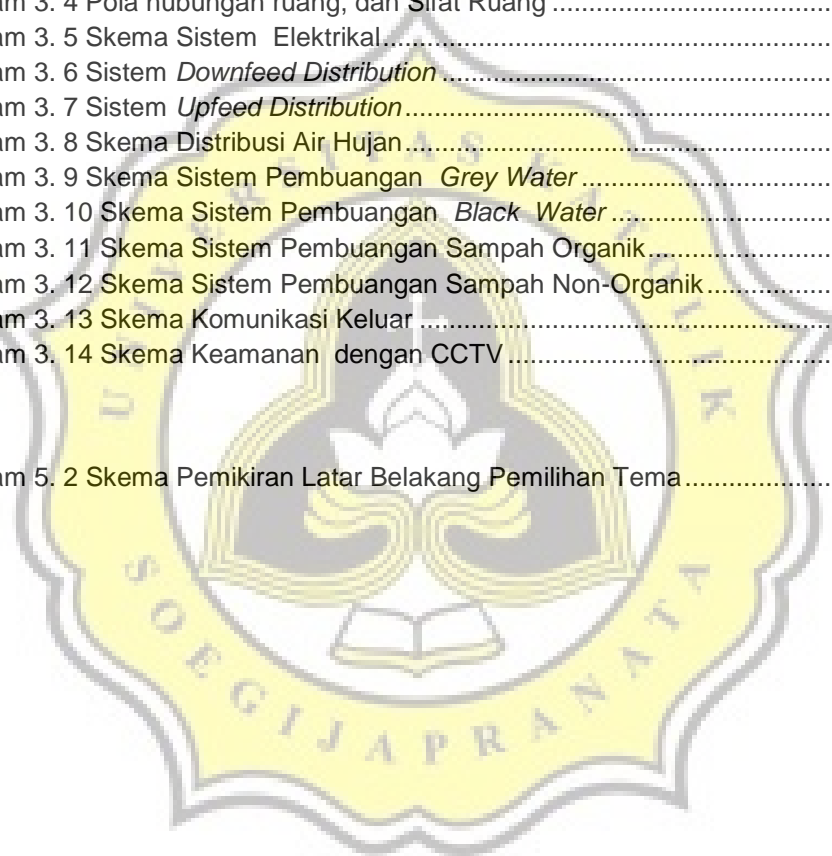 am 3. 4 Pola hubungan ruang, dan Sifat Ruang ....................................
am 3. 5 Skema Sistem  Elektrikal............................................................
am 3. 6 Sistem Downfeed Distribution ...................................................
am 3. 7 Sistem Upfeed Distribution........................................................
am 3. 8 Skema Distribusi Air Hujan........................................................
am 3. 9 Skema Sistem Pembuangan  Grey Water ................................
am 3. 10 Skema Sistem Pembuangan  Black  Water ............................
am 3. 11 Skema Sistem Pembuangan Sampah Organik.......................
am 3. 12 Skema Sistem Pembuangan Sampah Non-Organik................
am 3. 13 Skema Komunikasi Keluar .....................................................
am 3. 14 Skema Keamanan  dengan CCTV .........................................
am 5. 2 Skema Pemikiran Latar Belakang Pemilihan Tema...................
UNIVERSITAS KATOLIK
SOEGIJAPRANATA